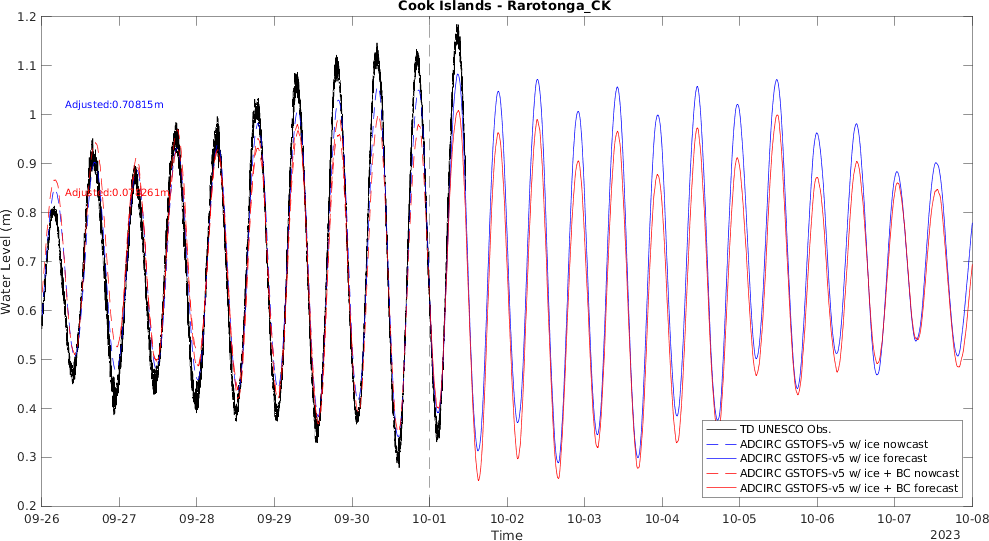 Cook Islands - Rarotonga_CK
1.2
1.1
1
0.9
0.8
0.7
0.6
0.5
0.4
0.3
0.2
Water Level (m)
Adjusted:0.70815m
TD UNESCO Obs.
ADCIRC GSTOFS-v5 w/ ice nowcast
ADCIRC GSTOFS-v5 w/ ice forecast
ADCIRC GSTOFS-v5 w/ ice + BC nowcast
ADCIRC GSTOFS-v5 w/ ice + BC forecast
09-26 09-27 09-28 09-29 09-30 10-01 10-02 10-03 10-04 10-05 10-06 10-07 10-08
Time
2023